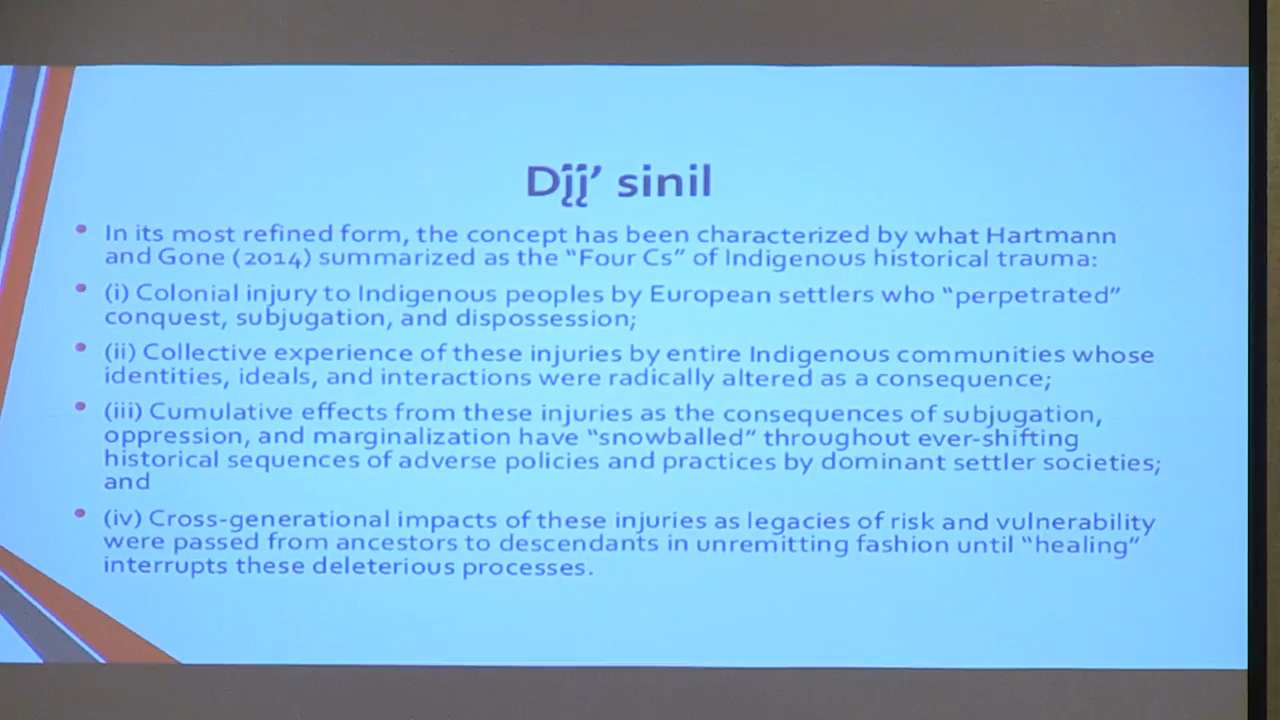 Dį̂į̂’ sinil
• In its most refined form, the concept has been characterized by what Hartmann
and Gone (2014) summarized as the “Four Cs” of Indigenous historical trauma:
• (i) Colonial injury to Indigenous peoples by European settlers who “perpetrated”
conquest, subjugation, and dispossession;
• (ii) Collective experience of these injuries by entire Indigenous communities whose
identities, ideals, and interactions were radically altered as a consequence;
• (iii) Cumulative effects from these injuries as the consequences of subjugation,
oppression, and marginalization have “snowballed” throughout ever-shifting
historical sequences of adverse policies and practices by dominant settler societies;
and
• (iv) Cross-generational impacts of these injuries as legacies of risk and vulnerability
were passed from ancestors to descendants in unremitting fashion until “healing”
interrupts these deleterious processes.